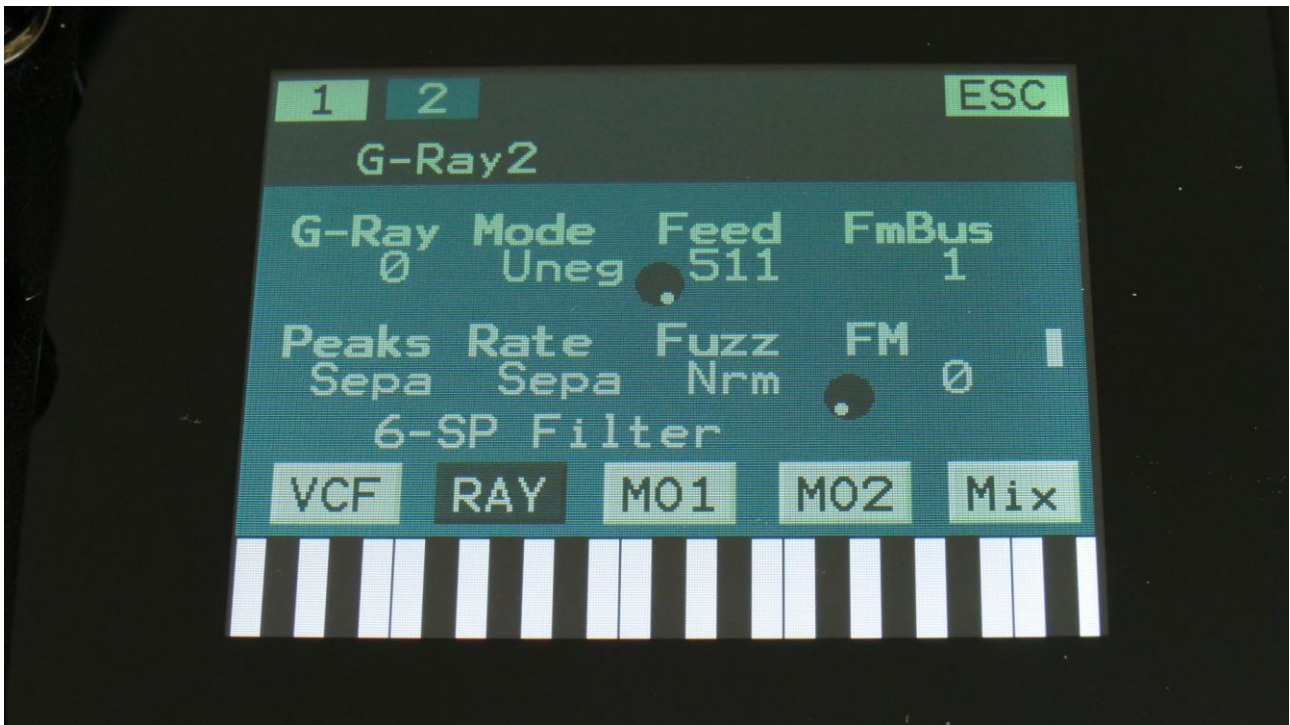 1 2 ESC
G-Ray2
G-Ray Mode Feed FmBus
0 Uneg 511 1
Peaks Rate Fuzz FM
Sepa Sepa Nrm 0
6-SP Filter
VCF RAY MO1 MO2 Mix